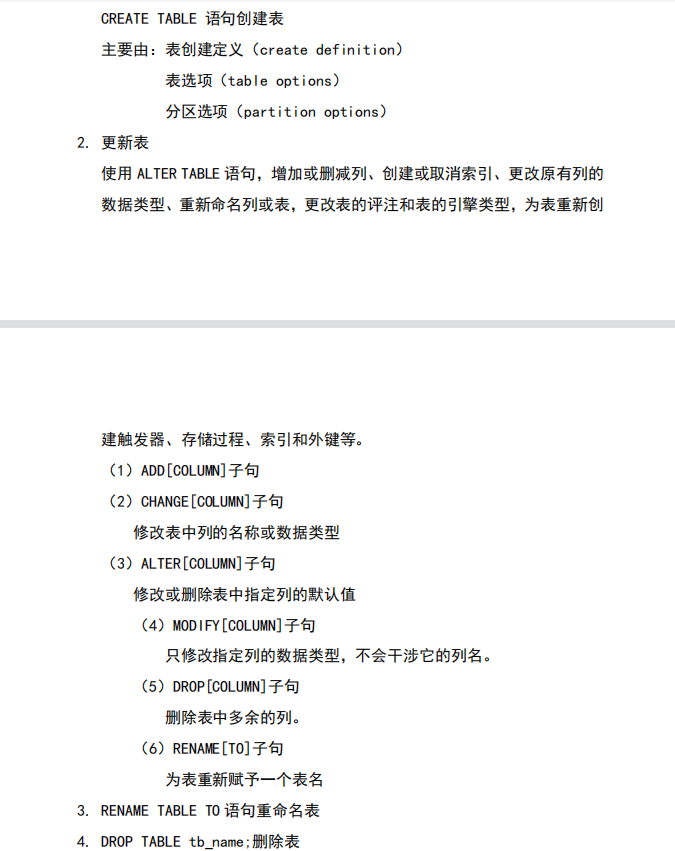 CREATE TABLE 语句创建表
主要由：表创建定义（create definition）
表选项（table options）
分区选项（partition options）
2. 更新表
使用 ALTER TABLE 语句，增加或删减列、创建或取消索引、更改原有列的
数据类型、重新命名列或表，更改表的评注和表的引擎类型，为表重新创
建触发器、存储过程、索引和外键等。
（1）ADD[COLUMN]子句
（2）CHANGE[COLUMN]子句
修改表中列的名称或数据类型
（3）ALTER[COLUMN]子句
修改或删除表中指定列的默认值
（4）MODIFY[COLUMN]子句
只修改指定列的数据类型，不会干涉它的列名。
（5）DROP[COLUMN]子句
删除表中多余的列。
（6）RENAME[TO]子句
为表重新赋予一个表名
3. RENAME TABLE TO 语句重命名表
4. DROP TABLE tb_name;删除表